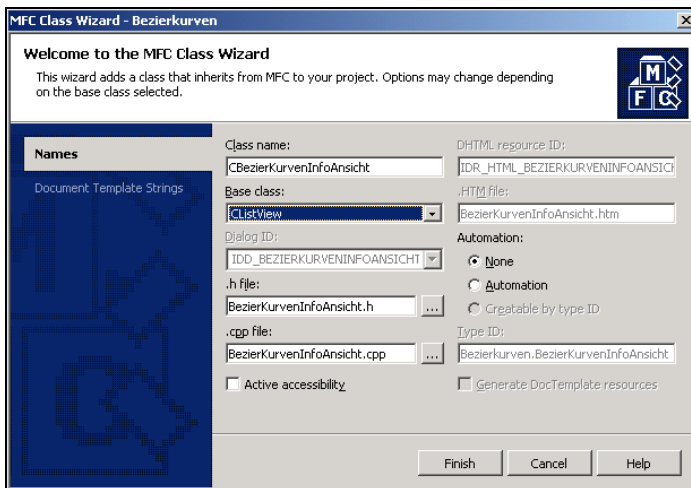 MFC Class Wizard - Bezierkurven
Welcome to the MFC Class Wizard
This wizard adds a class that inherits from MFC to your project. Options may change depending
on the base class selected.
M
F C
Names
Document Template Strings
Class name:
CBezierKurvenInfoAnsicht
Base class:
CListView
Dialog ID:
IDD_BEZIERKURVENINFOANSICHT
.h file:
BezierKurvenInfoAnsicht.h
...
.cpp file:
BezierKurvenInfoAnsicht.cpp
...
Active accessibility
DHTML resource ID:
IDR_HTML_BEZIERKURVENINFOANSICH
.HTM file:
BezierKurvenInfoAnsicht.htm
Automation:
None
Automation
Creatable by type ID
Type ID:
Bezierkurven.BezierKurvenInfoAnsicht
Generate DocTemplate resources
Finish
Cancel
Help